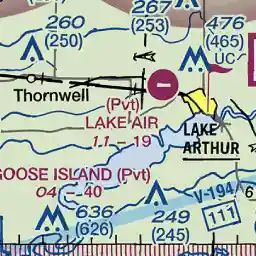 260
(250)
267
(253)
476
(465)
UC
Thornwell
(Pvt)
LAKE AIR
11 - 19
LAKE
ARTHUR
GOOSE ISLAND (Pvt)
04 - 40
V-194
6
111
636
(626)
249
(245)